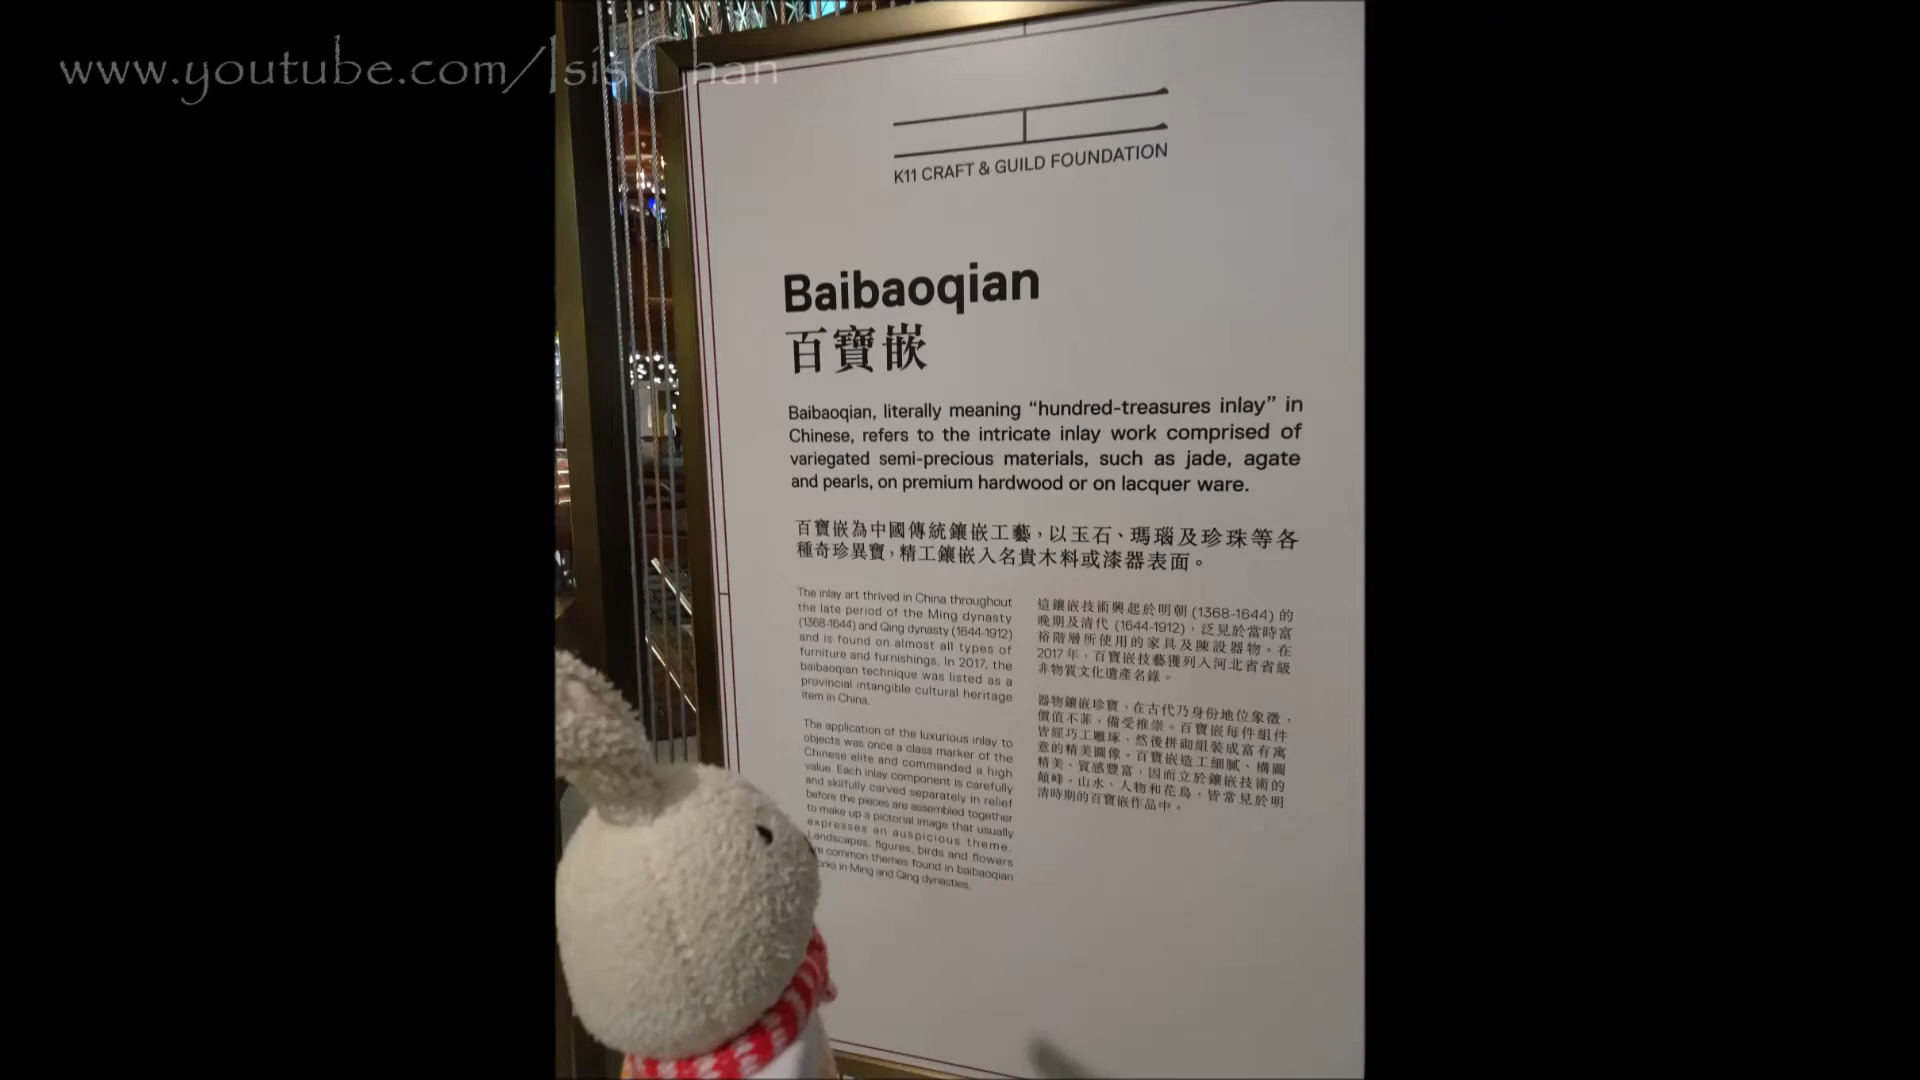 www.youtube.com/IsisChan
K11 CRAFT & GUILD FOUNDATION
Baibaoqian
百寶嵌
Baibaoqian, literally meaning “hundred-treasures inlay” in
Chinese, refers to the intricate inlay work comprised of
variegated semi-precious materials, such as jade, agate
and pearls, on premium hardwood or on lacquer ware.
百寶嵌為中國傳統鑲嵌工藝，以玉石、瑪瑙及珍珠等各
種奇珍異寶，精工鑲嵌入名貴木料或漆器表面。
The inlay art thrived in China throughout
the late period of the Ming dynasty
(1368-1644) and Qing dynasty (1644-1912)
and is found on almost all types of
furniture and furnishings. In 2017, the
baibaoqian technique was listed as a
provincial intangible cultural heritage
item in China.
The application of the luxurious inlay to
objects was once a class marker of the
Chinese elite and commanded a high
value. Each inlay component is carefully
and skilfully carved separately in relief
before the pieces are assembled together
to make up a pictorial image that usually
expresses an auspicious theme.
Landscapes, figures, birds and flowers
common themes found in baibaoqian
in Ming and Qing dynasties.
這鑲嵌技術興起於明朝 (1368-1644) 的
晚期及清代 (1644-1912)，泛見於當時富
裕階層所使用的家具及陳設器物。在
2017年，百寶嵌技藝獲列入河北省省級
非物質文化遺產名錄。
器物鑲嵌珍寶，在古代乃身份地位象徵，
價值不菲，備受推崇。百寶嵌每件組件
皆經巧工雕琢，然後拼砌組裝成富有寓
意的精美圖像。百寶嵌造工細膩、構圖
精美、質感豐富，因而立於鑲嵌技術的
顛峰。山水、人物和花鳥，皆常見於明
清時期的百寶嵌作品中。